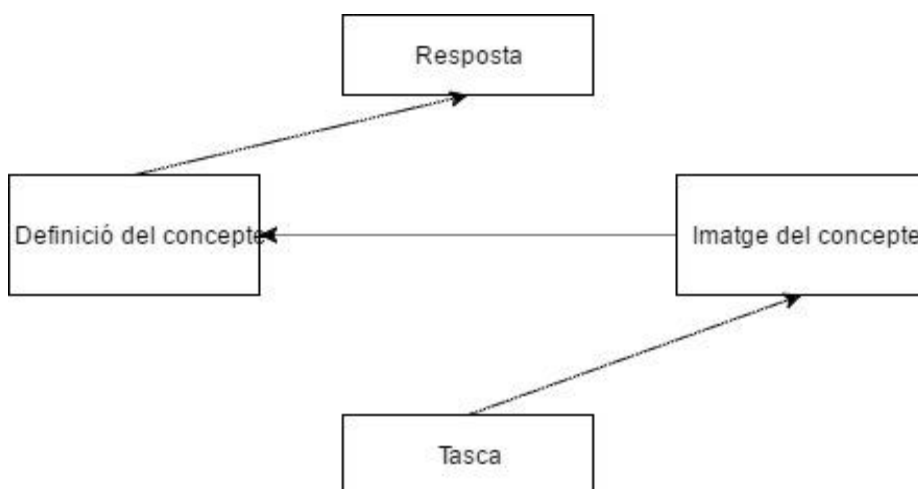 Resposta
Definició del concepte
Imatge del concepte
Tasca